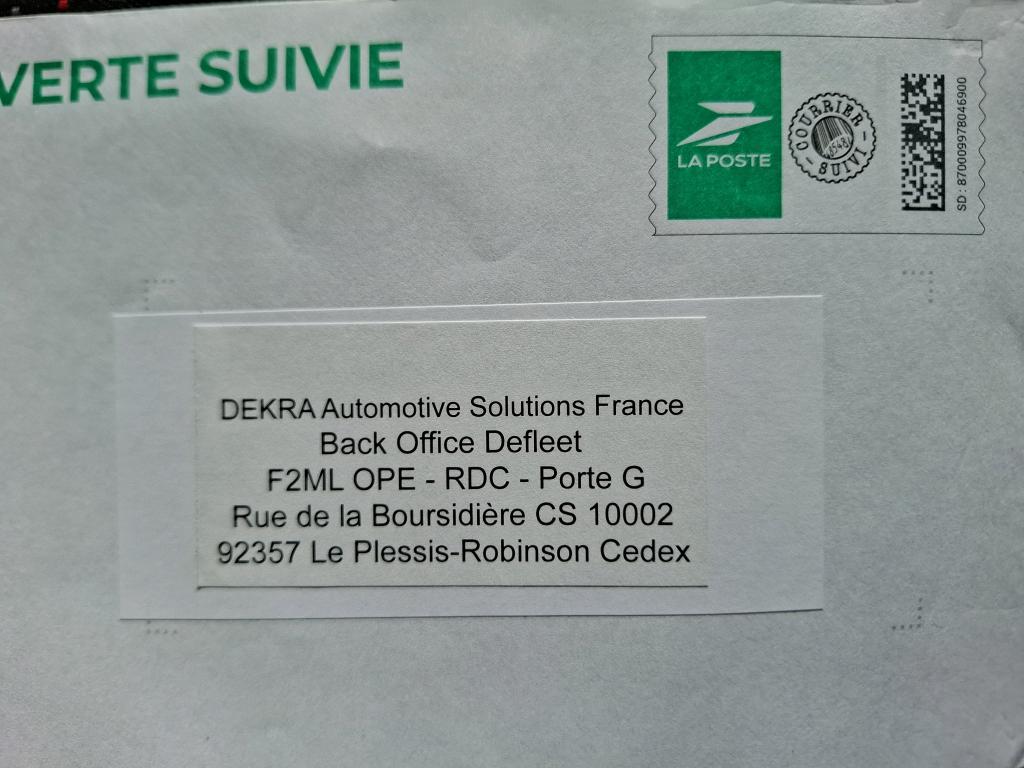 VERTE SUIVIE
LA POSTE
COURRIER
SUIVI
SD : 8700099978046900
DEKRA Automotive Solutions France
Back Office Defleet
F2ML OPE - RDC - Porte G
Rue de la Boursidière CS 10002
92357 Le Plessis-Robinson Cedex